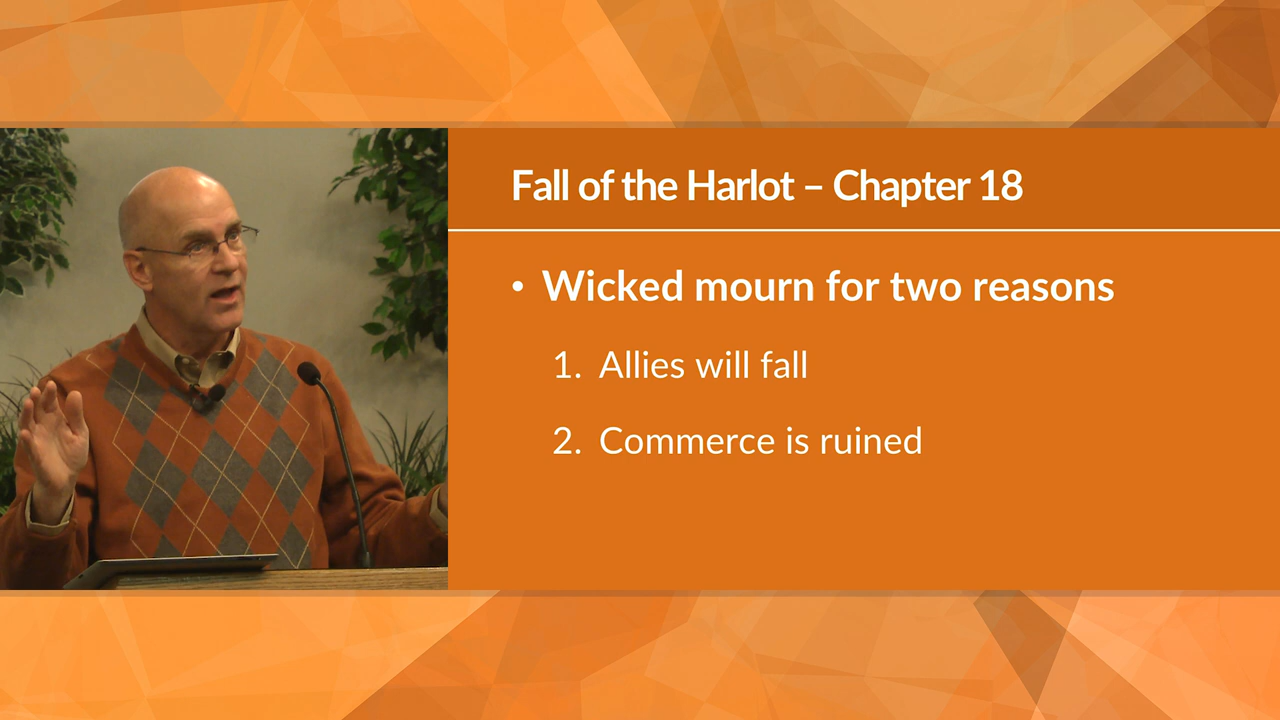 Fall of the Harlot – Chapter 18
• Wicked mourn for two reasons
1. Allies will fall
2. Commerce is ruined